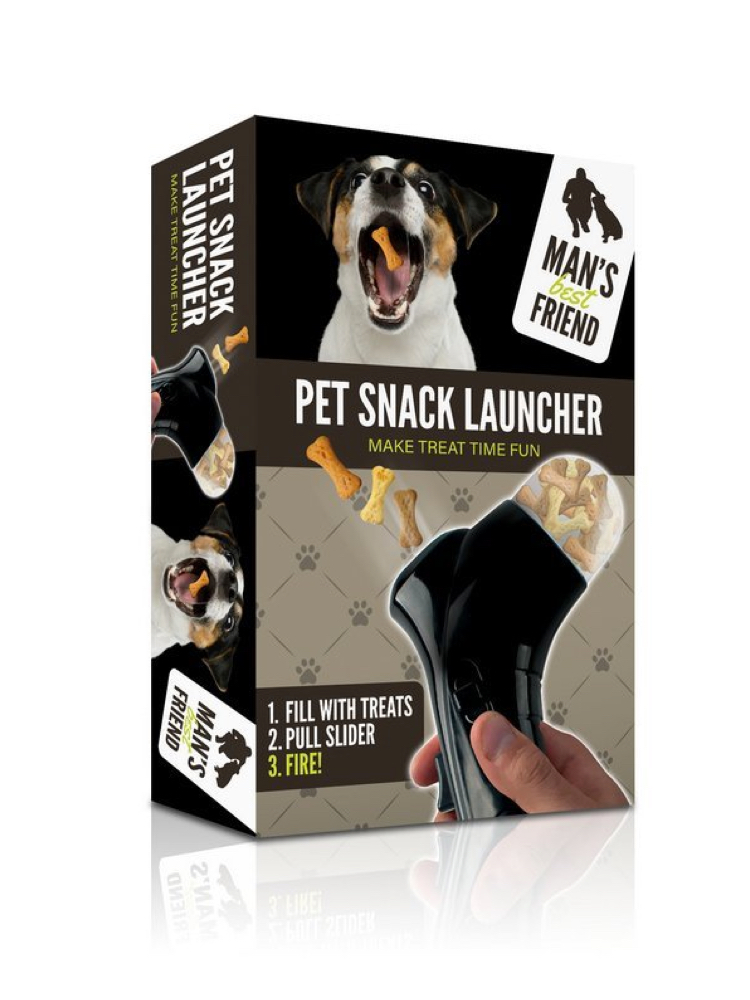 PET SNACK
LAUNCHER
MAKE TREAT TIME FUN
MAN'S
best
FRIEND
MAN'S
best
FRIEND
PET SNACK LAUNCHER
MAKE TREAT TIME FUN
1. FILL WITH TREATS
2. PULL SLIDER
3. FIRE!